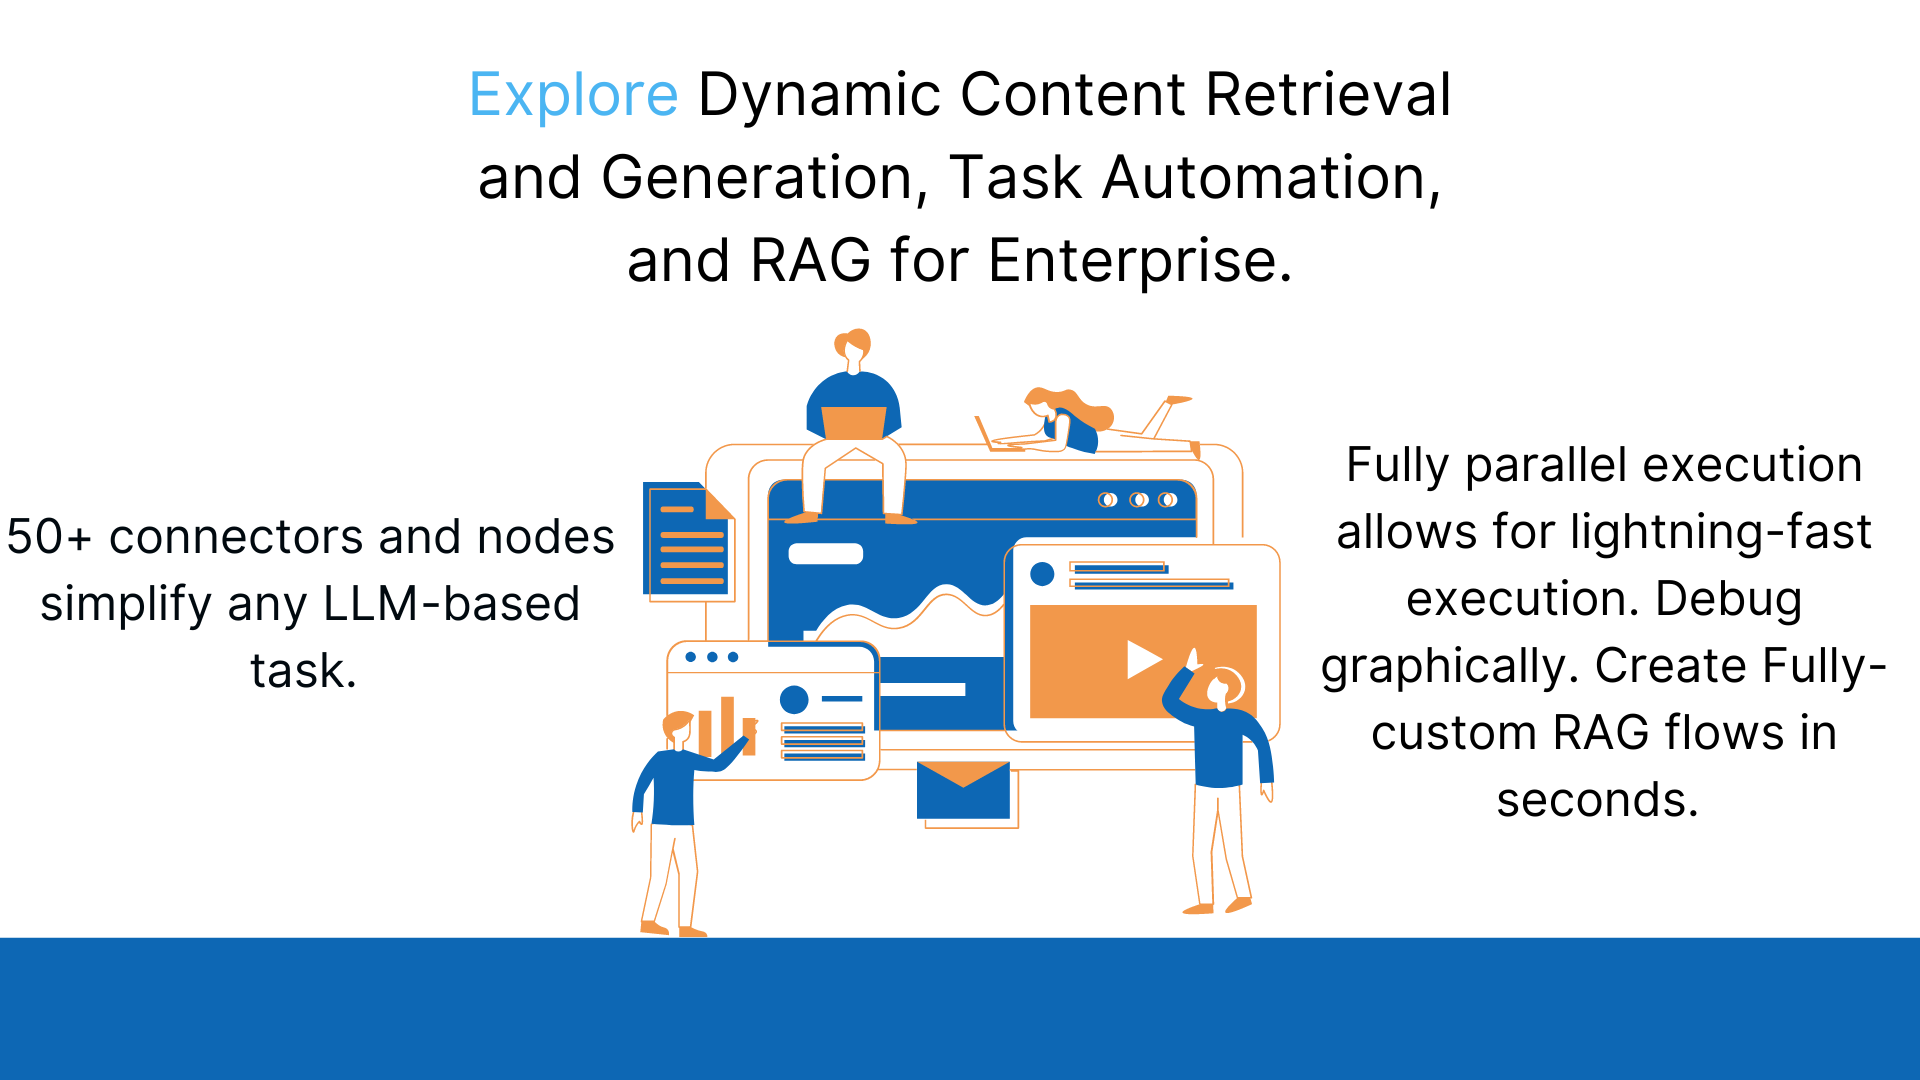 Explore Dynamic Content Retrieval
and Generation, Task Automation,
and RAG for Enterprise.
50+ connectors and nodes
simplify any LLM-based
task.
Fully parallel execution
allows for lightning-fast
execution. Debug
graphically. Create Fully-
custom RAG flows in
seconds.